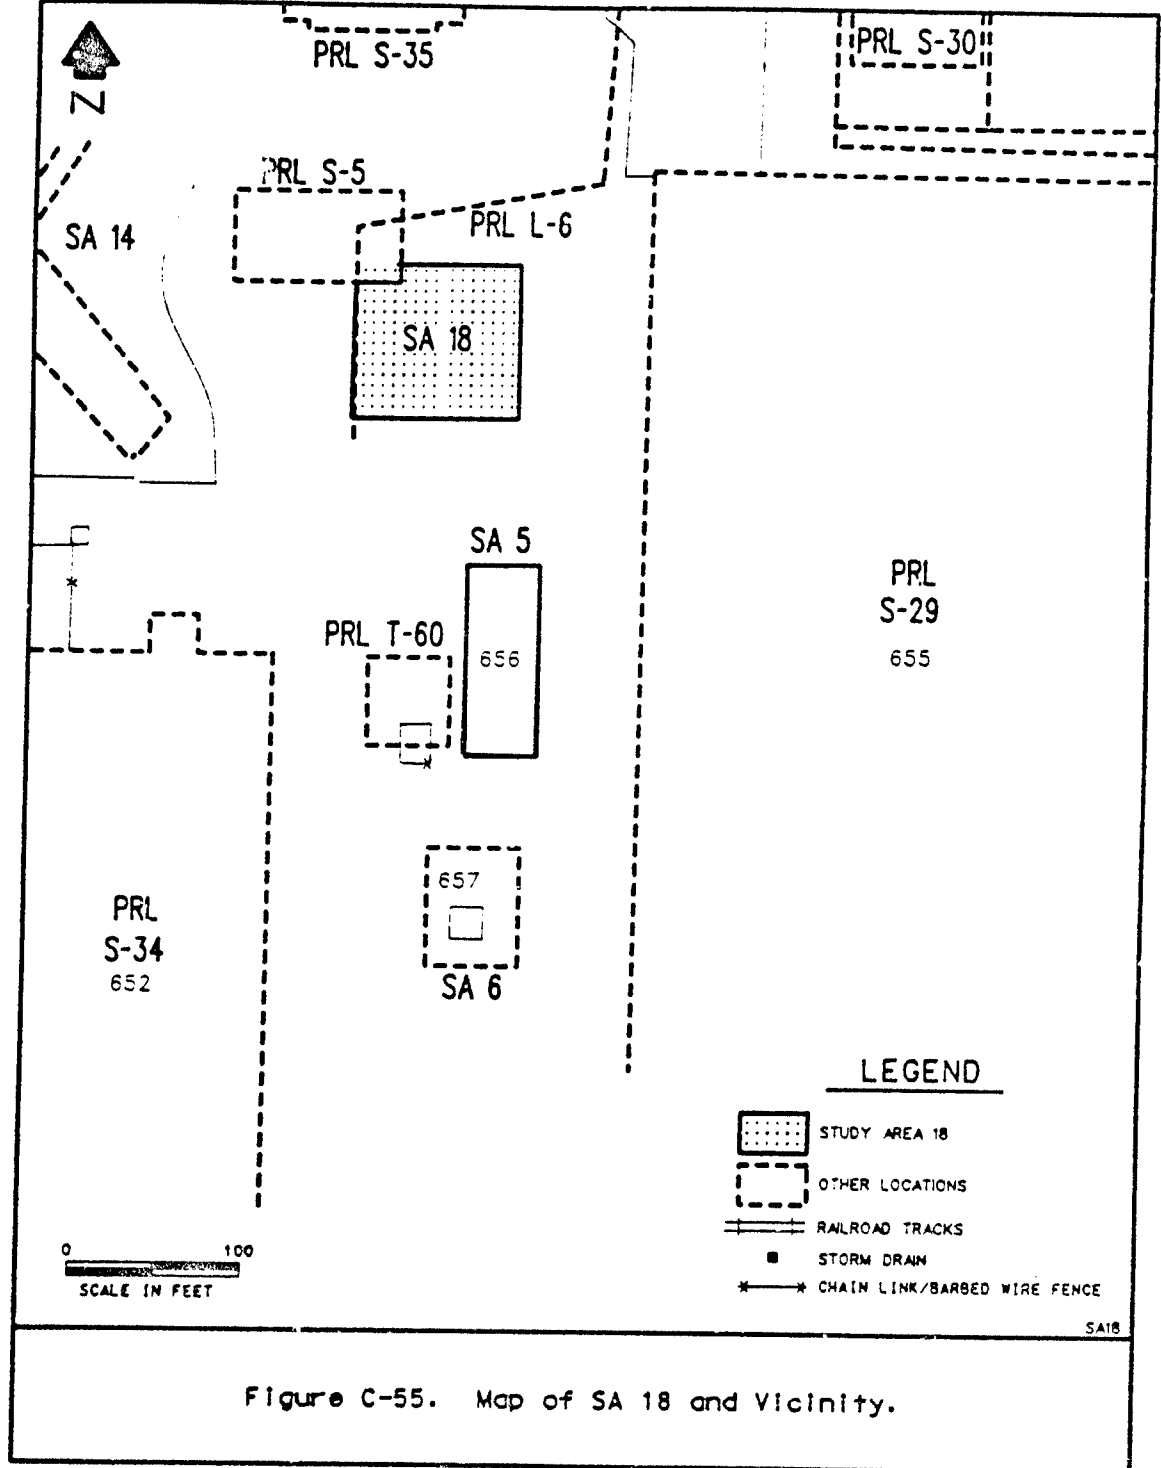 PRL S-35
PRL S-30
N
PRL S-5
PRL L-6
SA 14
SA 18
SA 5
PRL
S-29
655
PRL T-60
656
657
PRL
S-34
652
SA 6
LEGEND
STUDY AREA 18
OTHER LOCATIONS
RAILROAD TRACKS
STORM DRAIN
CHAIN LINK/BARBED WIRE FENCE
0 100
SCALE IN FEET
SA18
Figure C-55. Map of SA 18 and Vicinity.